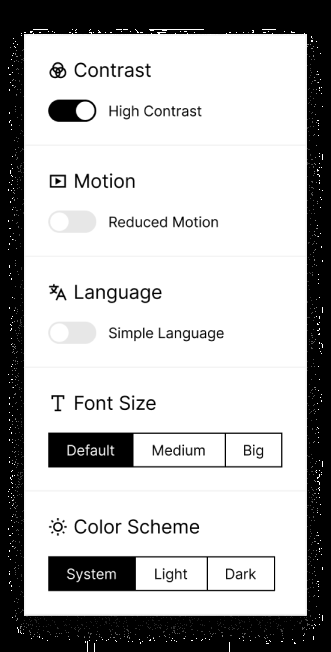 Contrast
High Contrast
Motion
Reduced Motion
Language
Simple Language
Font Size
Default Medium Big
Color Scheme
System Light Dark